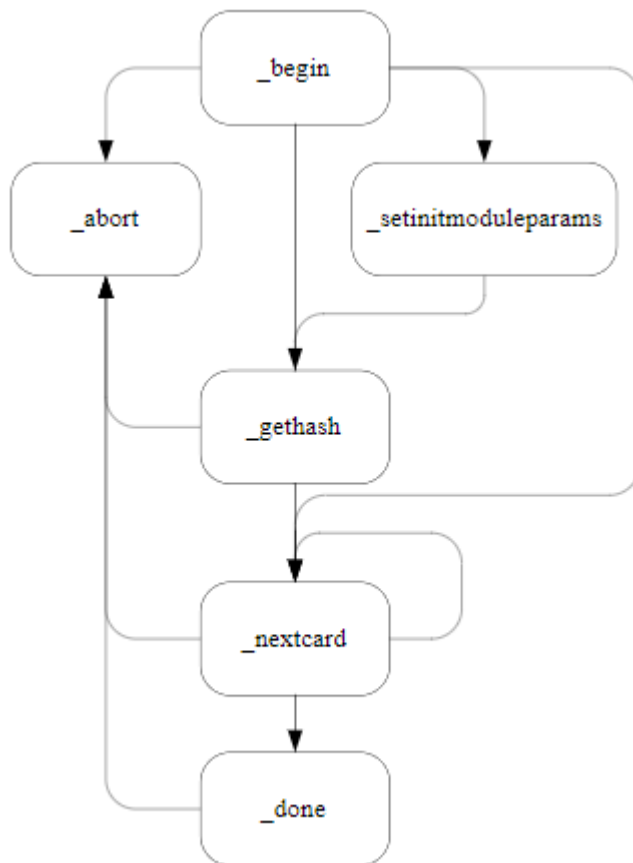 _begin
_abort
_setinitmoduleparams
_gethash
_nextcard
_done